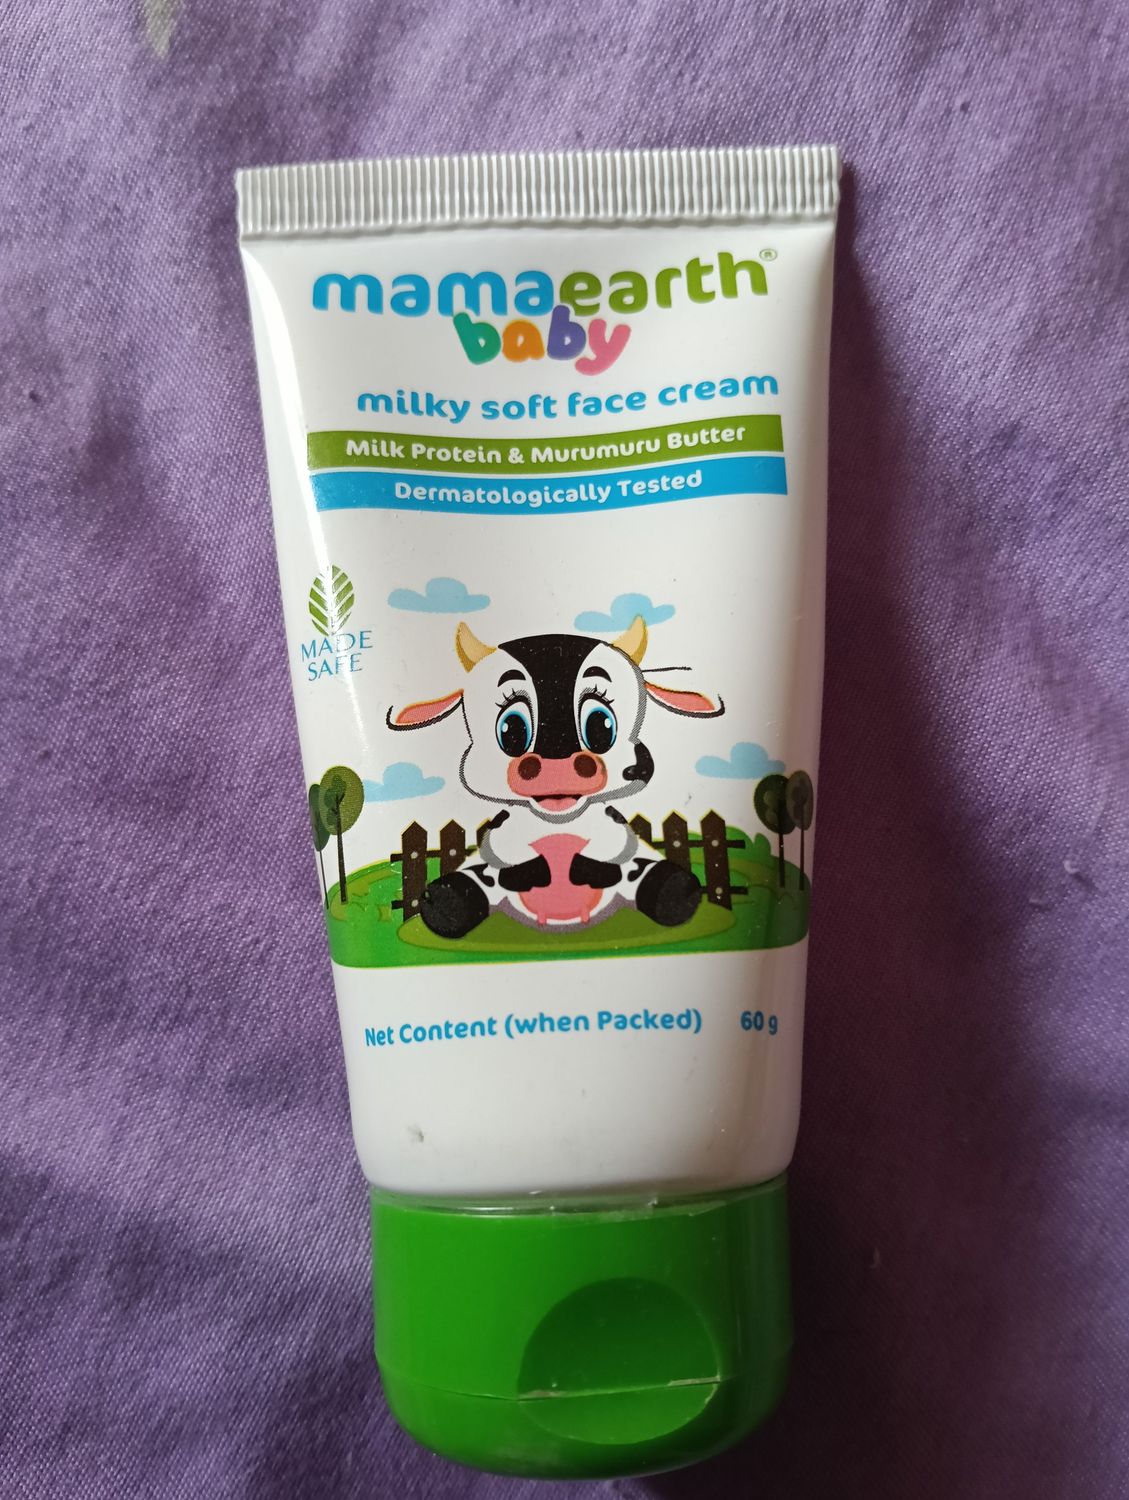 mamaearth®
baby
milky soft face cream
Milk Protein & Murumuru Butter
Dermatologically Tested
MADE
SAFE
Net Content (when Packed) 60 g